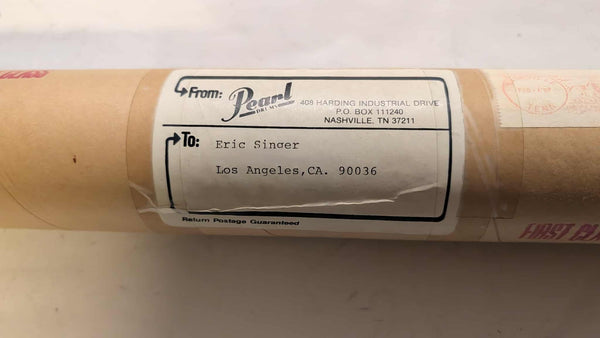 From: Pearl
DRUMS
408 HARDING INDUSTRIAL DRIVE
P.O. BOX 111240
NASHVILLE, TN 37211
To: Eric Singer
Los Angeles,CA. 90036
Return Postage Guaranteed
FIRST CLA